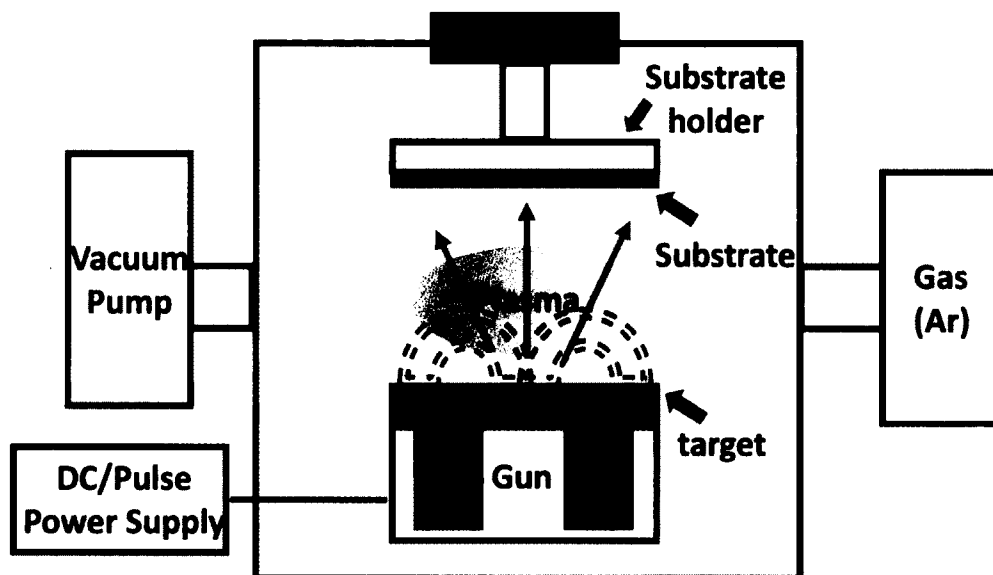 Substrate
holder
Vacuum
Pump
Substrate
Gas
(Ar)
target
Gun
DC/Pulse
Power Supply